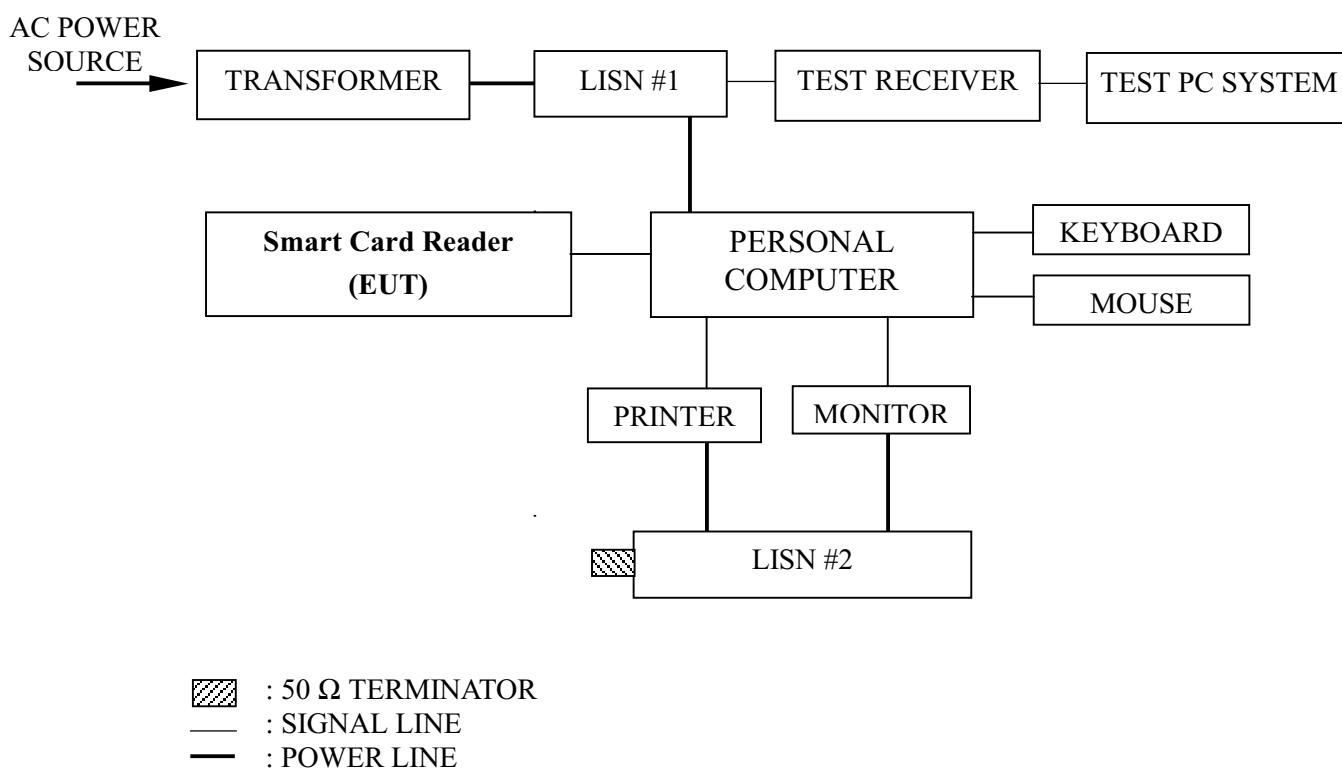 AC POWER
SOURCE
TRANSFORMER
LISN #1
TEST RECEIVER
TEST PC SYSTEM
Smart Card Reader
(EUT)
PERSONAL
COMPUTER
KEYBOARD
MOUSE
PRINTER
MONITOR
LISN #2
: 50 Ω TERMINATOR
: SIGNAL LINE
: POWER LINE